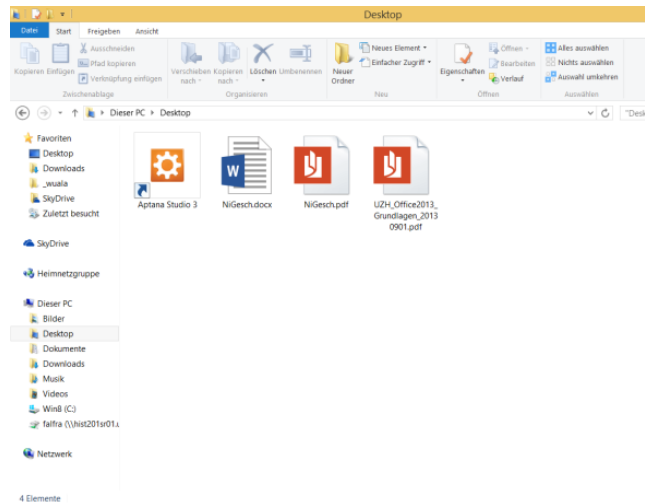 Desktop
Datei Start Freigeben Ansicht
Kopieren Einfügen
Ausschneiden
Pfad kopieren
Verknüpfung einfügen
Zwischenablage
Verschieben nach
Kopieren nach
Löschen
Umbenennen
Organisieren
Neuer Ordner
Neues Element
Einfacher Zugriff
Neu
Eigenschaften
Öffnen
Bearbeiten
Verlauf
Öffnen
Alles auswählen
Nichts auswählen
Auswahl umkehren
Auswählen
Dieser PC Desktop
Favoriten
Desktop
Downloads
_wuala
SkyDrive
Zuletzt besucht
SkyDrive
Heimnetzgruppe
Dieser PC
Bilder
Desktop
Dokumente
Downloads
Musik
Videos
Win8 (C:)
falfra (\\hist201sr01.u
Netzwerk
Aptana Studio 3
NiGesch.docx
NiGesch.pdf
UZH_Office2013_
Grundlagen_2013
0901.pdf
4 Elemente